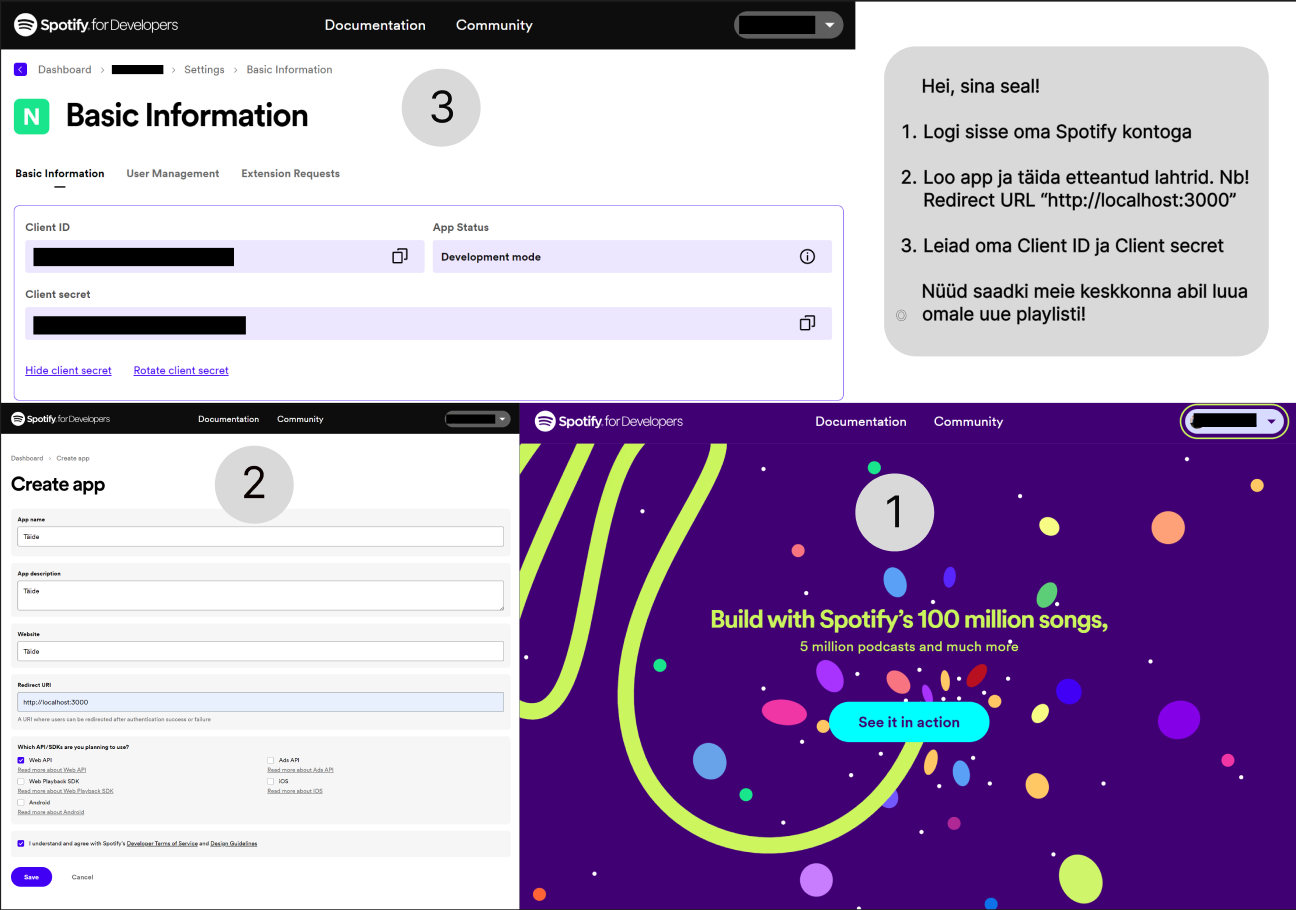 Spotify for Developers
Documentation
Community
Dashboard
Settings
Basic Information
N
Basic Information
3
Basic Information
User Management
Extension Requests
Client ID
App Status
Development mode
Client secret
Hide client secret
Rotate client secret
Hei, sina seal!
1. Logi sisse oma Spotify kontoga
2. Loo app ja täida etteantud lahtrid. Nb!
Redirect URL “http://localhost:3000”
3. Leiad oma Client ID ja Client secret
Nüüd saadki meie keskkonna abil luua
omale uue playlisti!
Spotify for Developers
Documentation
Community
Dashboard
Create app
2
Create app
App name
Täide
App description
Täide
Website
Täide
Redirect URI
http://localhost:3000
A URI where users can be redirected after authentication success or failure
Which API/SDKs are you planning to use?
Web API
Read more about Web API
Ads API
Read more about Ads API
Web Playback SDK
Read more about Web Playback SDK
iOS
Read more about iOS
Android
Read more about Android
I understand and agree with Spotify's Developer Terms of Service and Design Guidelines
Save
Cancel
Spotify for Developers
Documentation
Community
1
Build with Spotify’s 100 million songs,
5 million podcasts and much more
See it in action